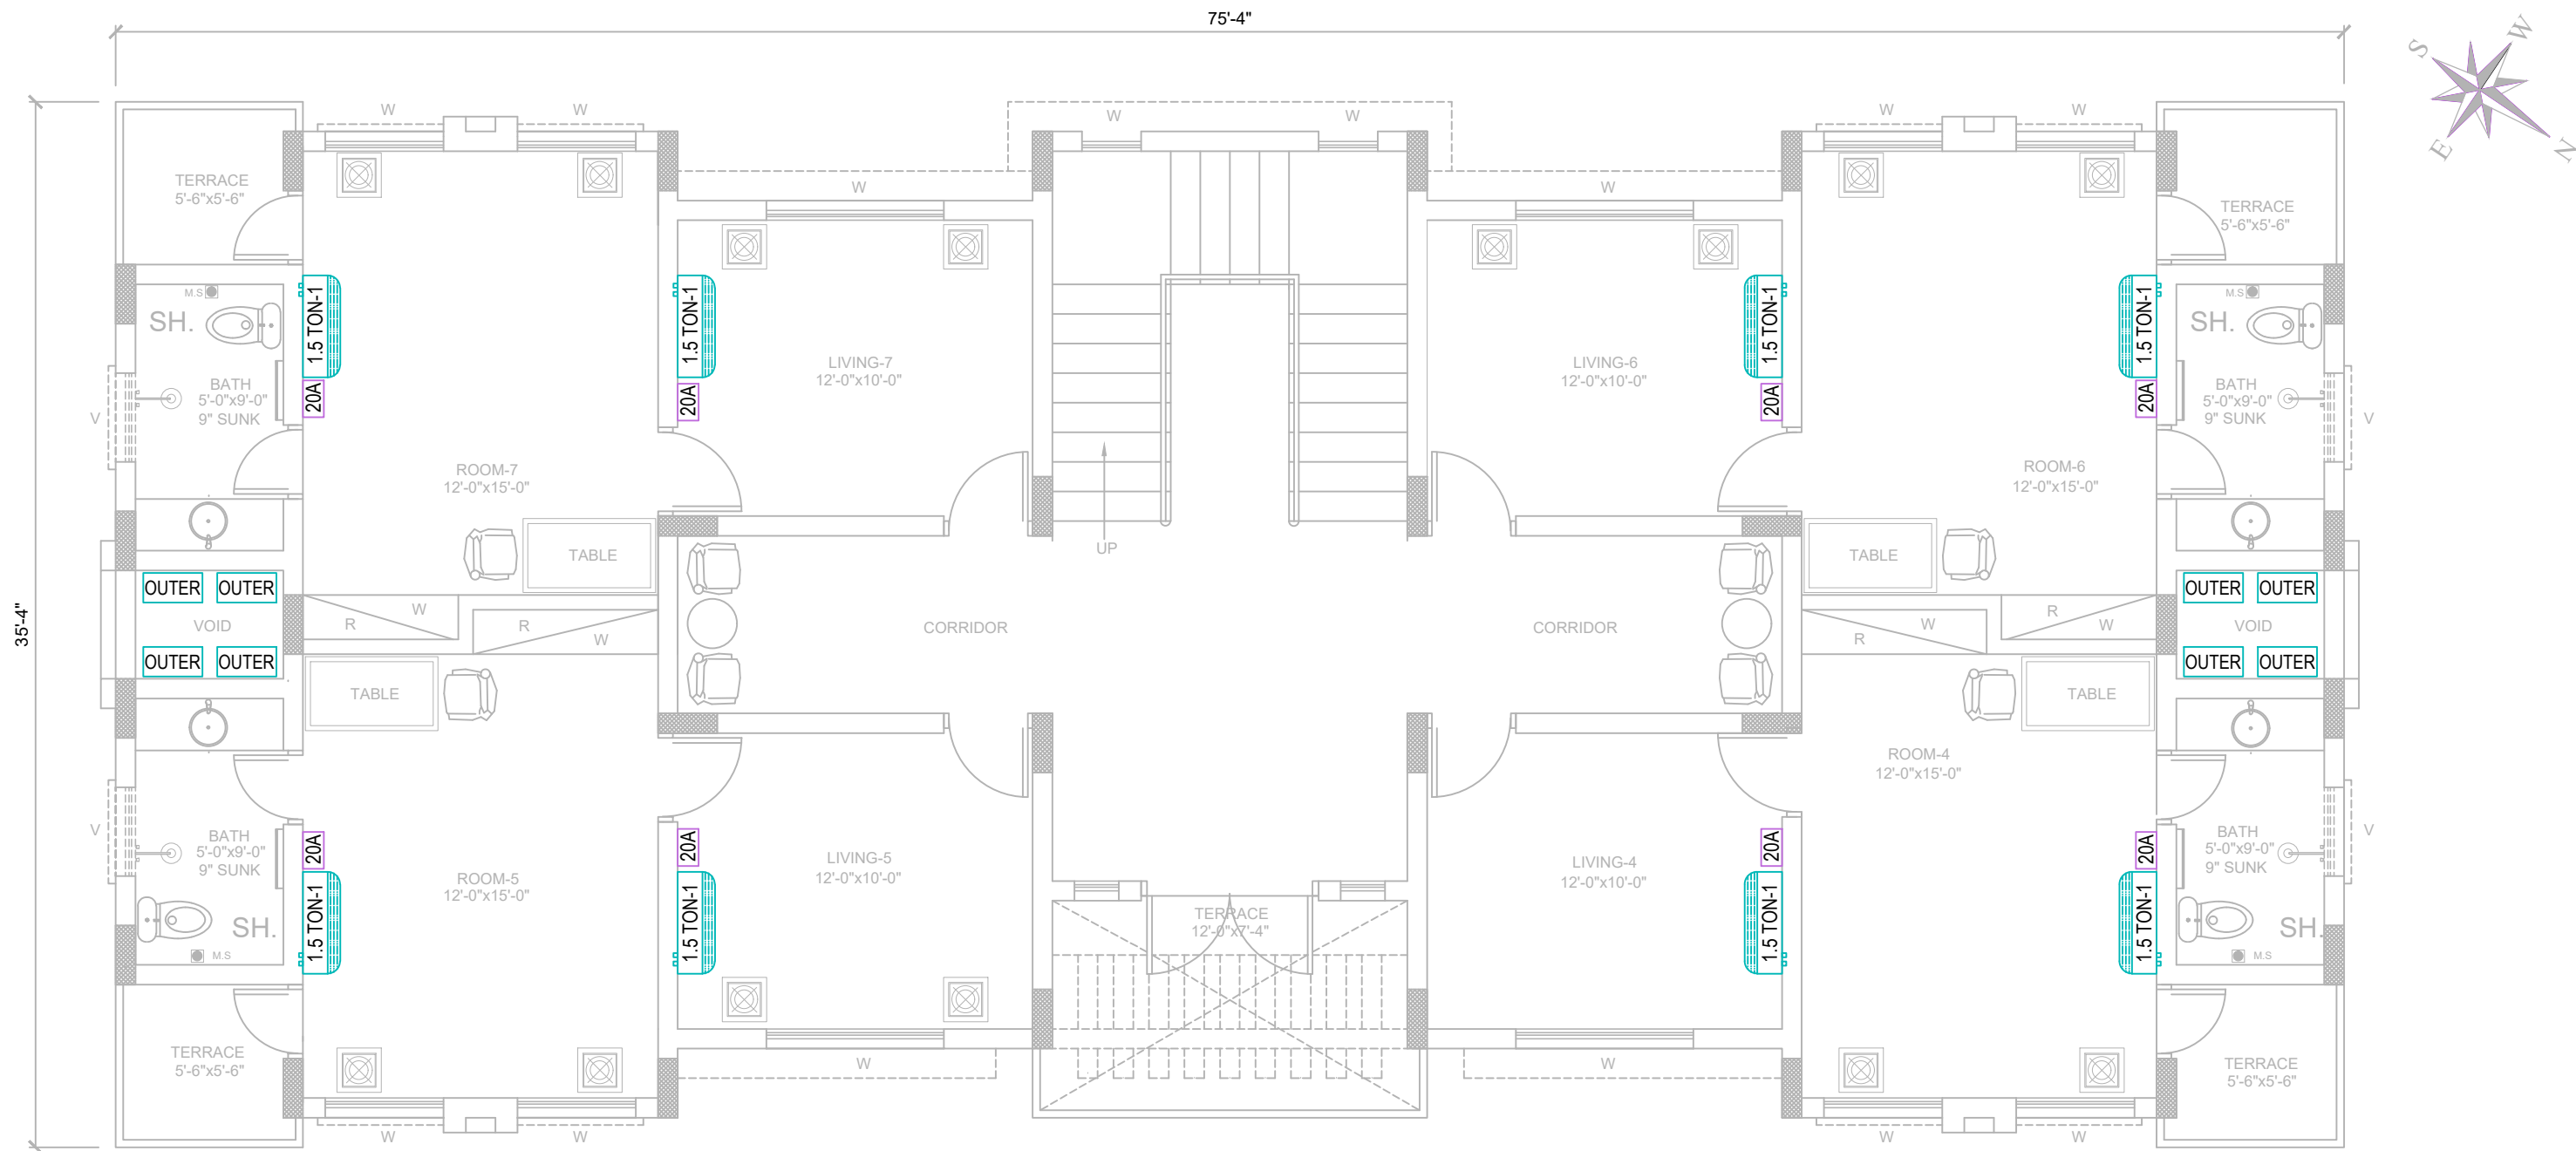 75'-4"
S
W
E
N
35'-4"
W
W
W
W
W
W
W
W
TERRACE
5'-6"x5'-6"
TERRACE
5'-6"x5'-6"
M.S
SH.
BATH
5'-0"x9'-0"
9" SUNK
V
1.5 TON-1
20A
1.5 TON-1
20A
LIVING-7
12'-0"x10'-0"
LIVING-6
12'-0"x10'-0"
1.5 TON-1
20A
1.5 TON-1
20A
M.S
SH.
BATH
5'-0"x9'-0"
9" SUNK
V
ROOM-7
12'-0"x15'-0"
ROOM-6
12'-0"x15'-0"
UP
TABLE
TABLE
OUTER
OUTER
VOID
OUTER
OUTER
R
W
R
W
CORRIDOR
CORRIDOR
R
W
R
W
OUTER
OUTER
VOID
OUTER
OUTER
TABLE
TABLE
V
BATH
5'-0"x9'-0"
9" SUNK
SH.
M.S
20A
1.5 TON-1
ROOM-5
12'-0"x15'-0"
20A
1.5 TON-1
LIVING-5
12'-0"x10'-0"
TERRACE
12'-0"x7'-4"
LIVING-4
12'-0"x10'-0"
20A
1.5 TON-1
ROOM-4
12'-0"x15'-0"
20A
1.5 TON-1
BATH
5'-0"x9'-0"
9" SUNK
SH.
M.S
V
TERRACE
5'-6"x5'-6"
W
W
TERRACE
5'-6"x5'-6"
W
W
W
W